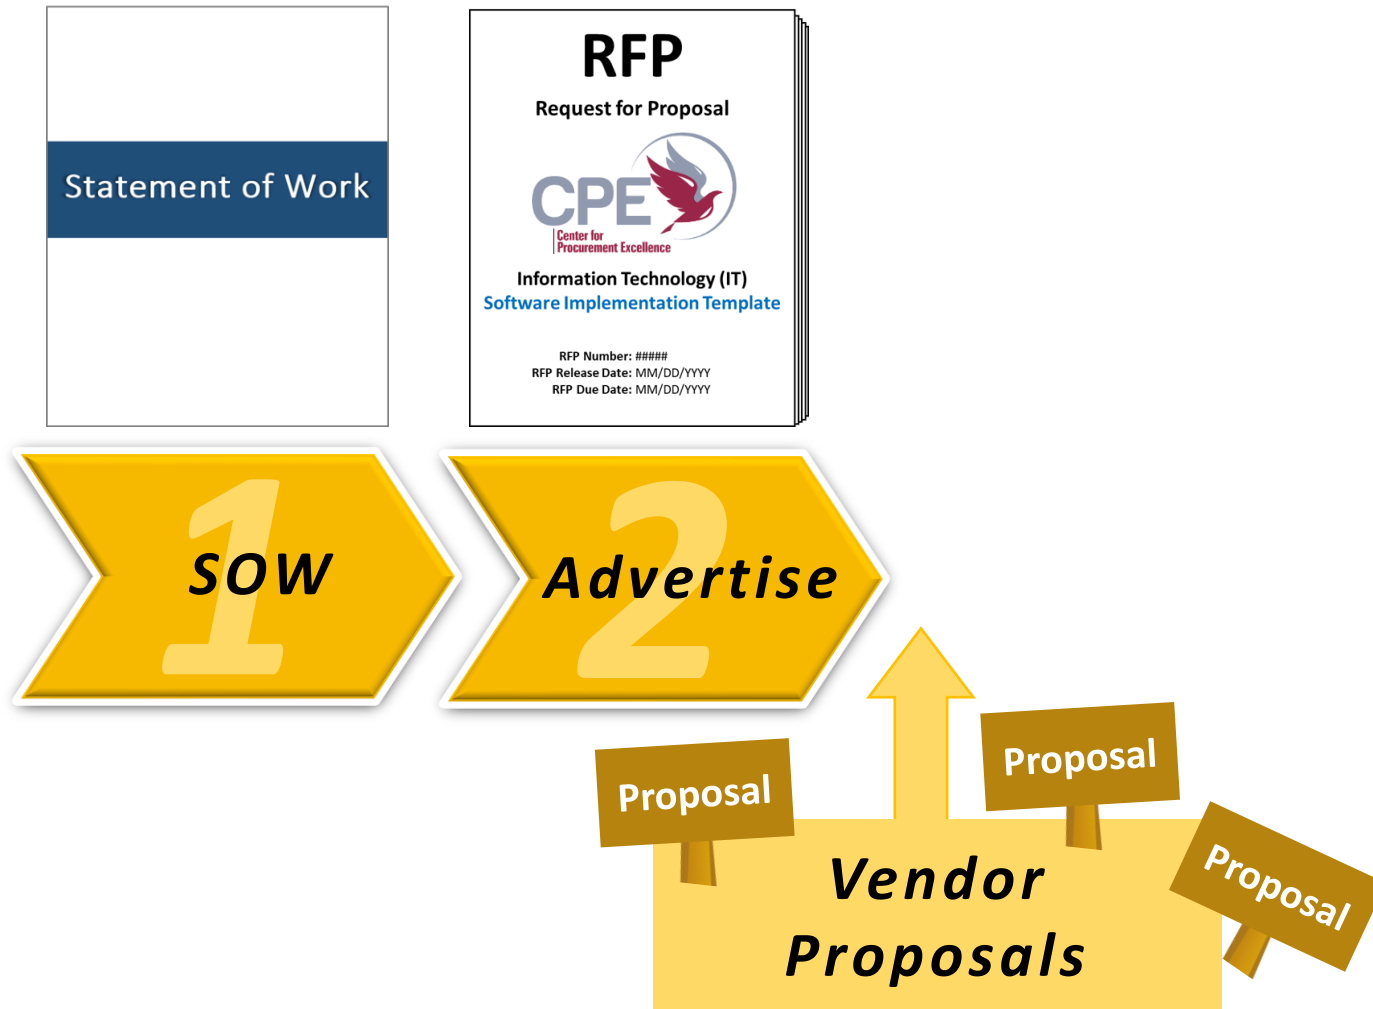 Statement of Work
RFP
Request for Proposal
CPE
Center for
Procurement Excellence
Information Technology (IT)
Software Implementation Template
RFP Number: #####
RFP Release Date: MM/DD/YYYY
RFP Due Date: MM/DD/YYYY
1
SOW
2
Advertise
Proposal
Proposal
Proposal
Vendor
Proposals